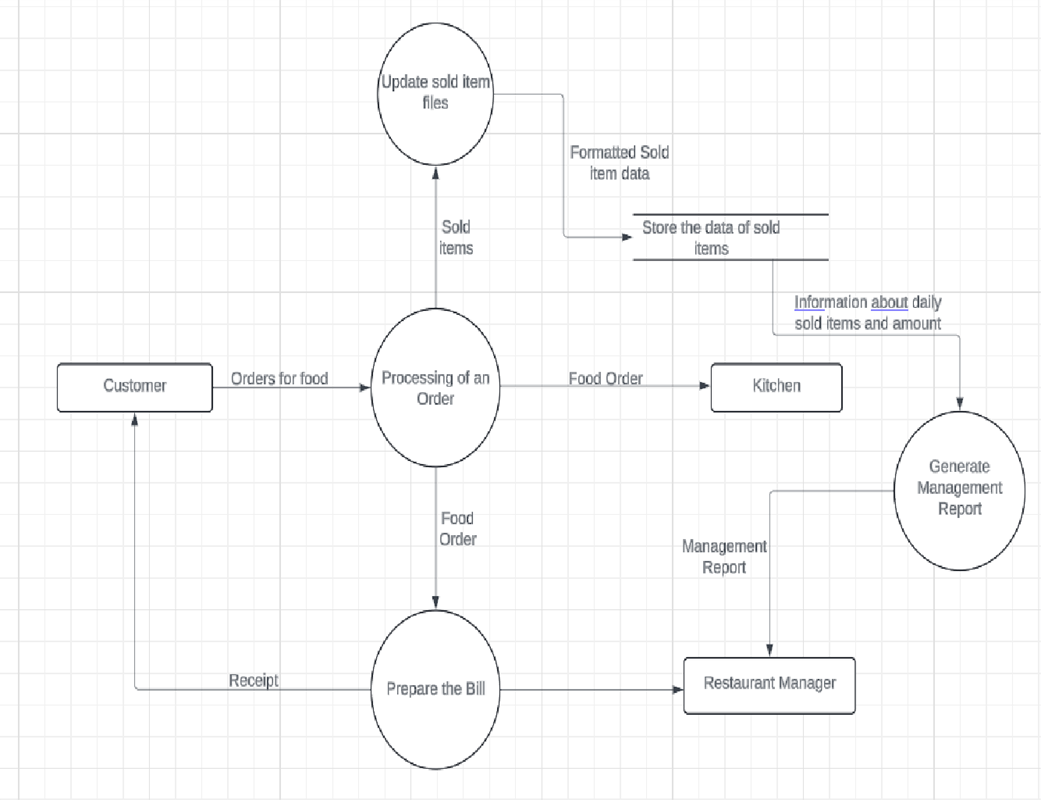 Update sold item
files
Formatted Sold
item data
Sold
items
Store the data of sold
items
Information about daily
sold items and amount
Customer
Orders for food
Processing of an
Order
Food Order
Kitchen
Generate
Management
Report
Food
Order
Management
Report
Receipt
Prepare the Bill
Restaurant Manager